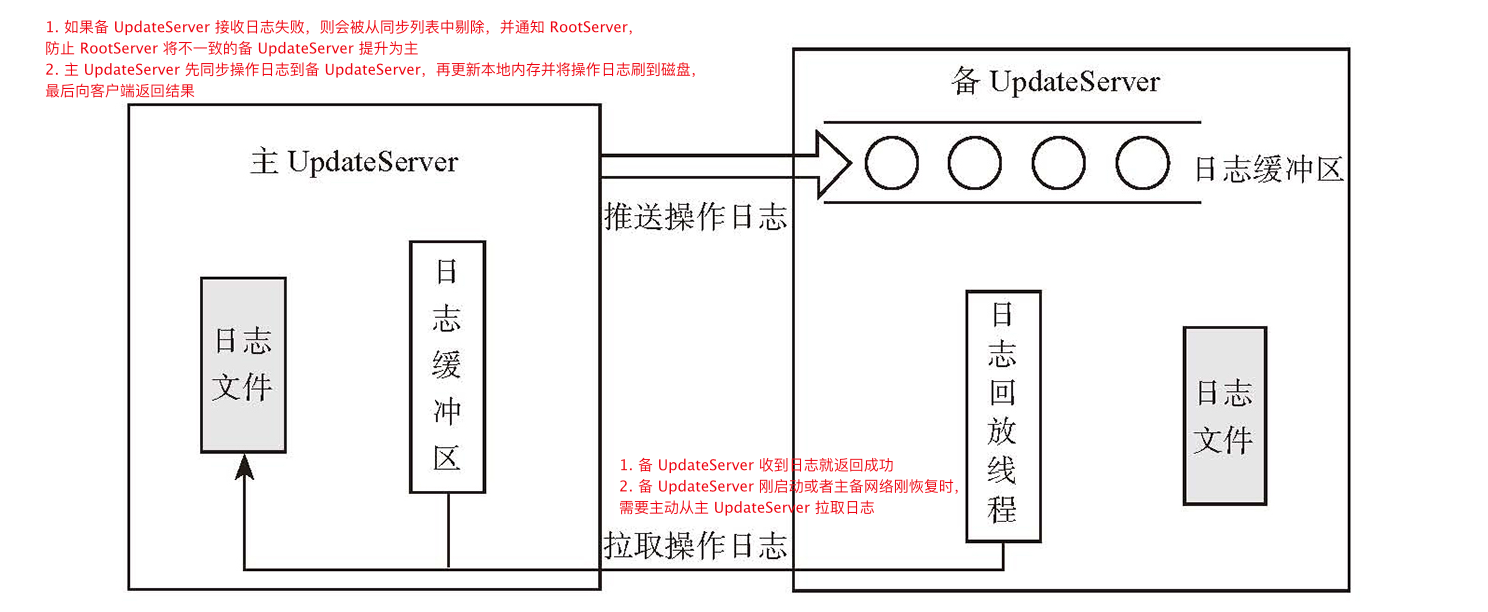 1. 如果备 UpdateServer 接收日志失败，则会被从同步列表中剔除，并通知 RootServer，
防止 RootServer 将不一致的备 UpdateServer 提升为主
2. 主 UpdateServer 先同步操作日志到备 UpdateServer，再更新本地内存并将操作日志刷到磁盘，
最后向客户端返回结果
主 UpdateServer
备 UpdateServer
日志缓冲区
推送操作日志
日志
文件
日
志
缓
冲
区
日
志
回
放
线
程
日志
文件
1. 备 UpdateServer 收到日志就返回成功
2. 备 UpdateServer 刚启动或者主备网络刚恢复时，
需要主动从主 UpdateServer 拉取日志
拉取操作日志